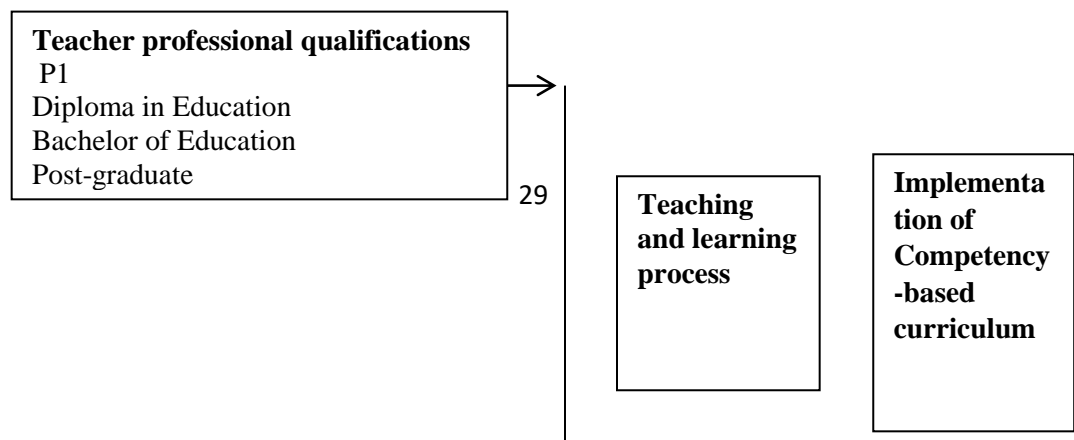 Teacher professional qualifications
P1
Diploma in Education
Bachelor of Education
Post-graduate
29
Teaching
and learning
process
Implementa
tion of
Competency
-based
curriculum